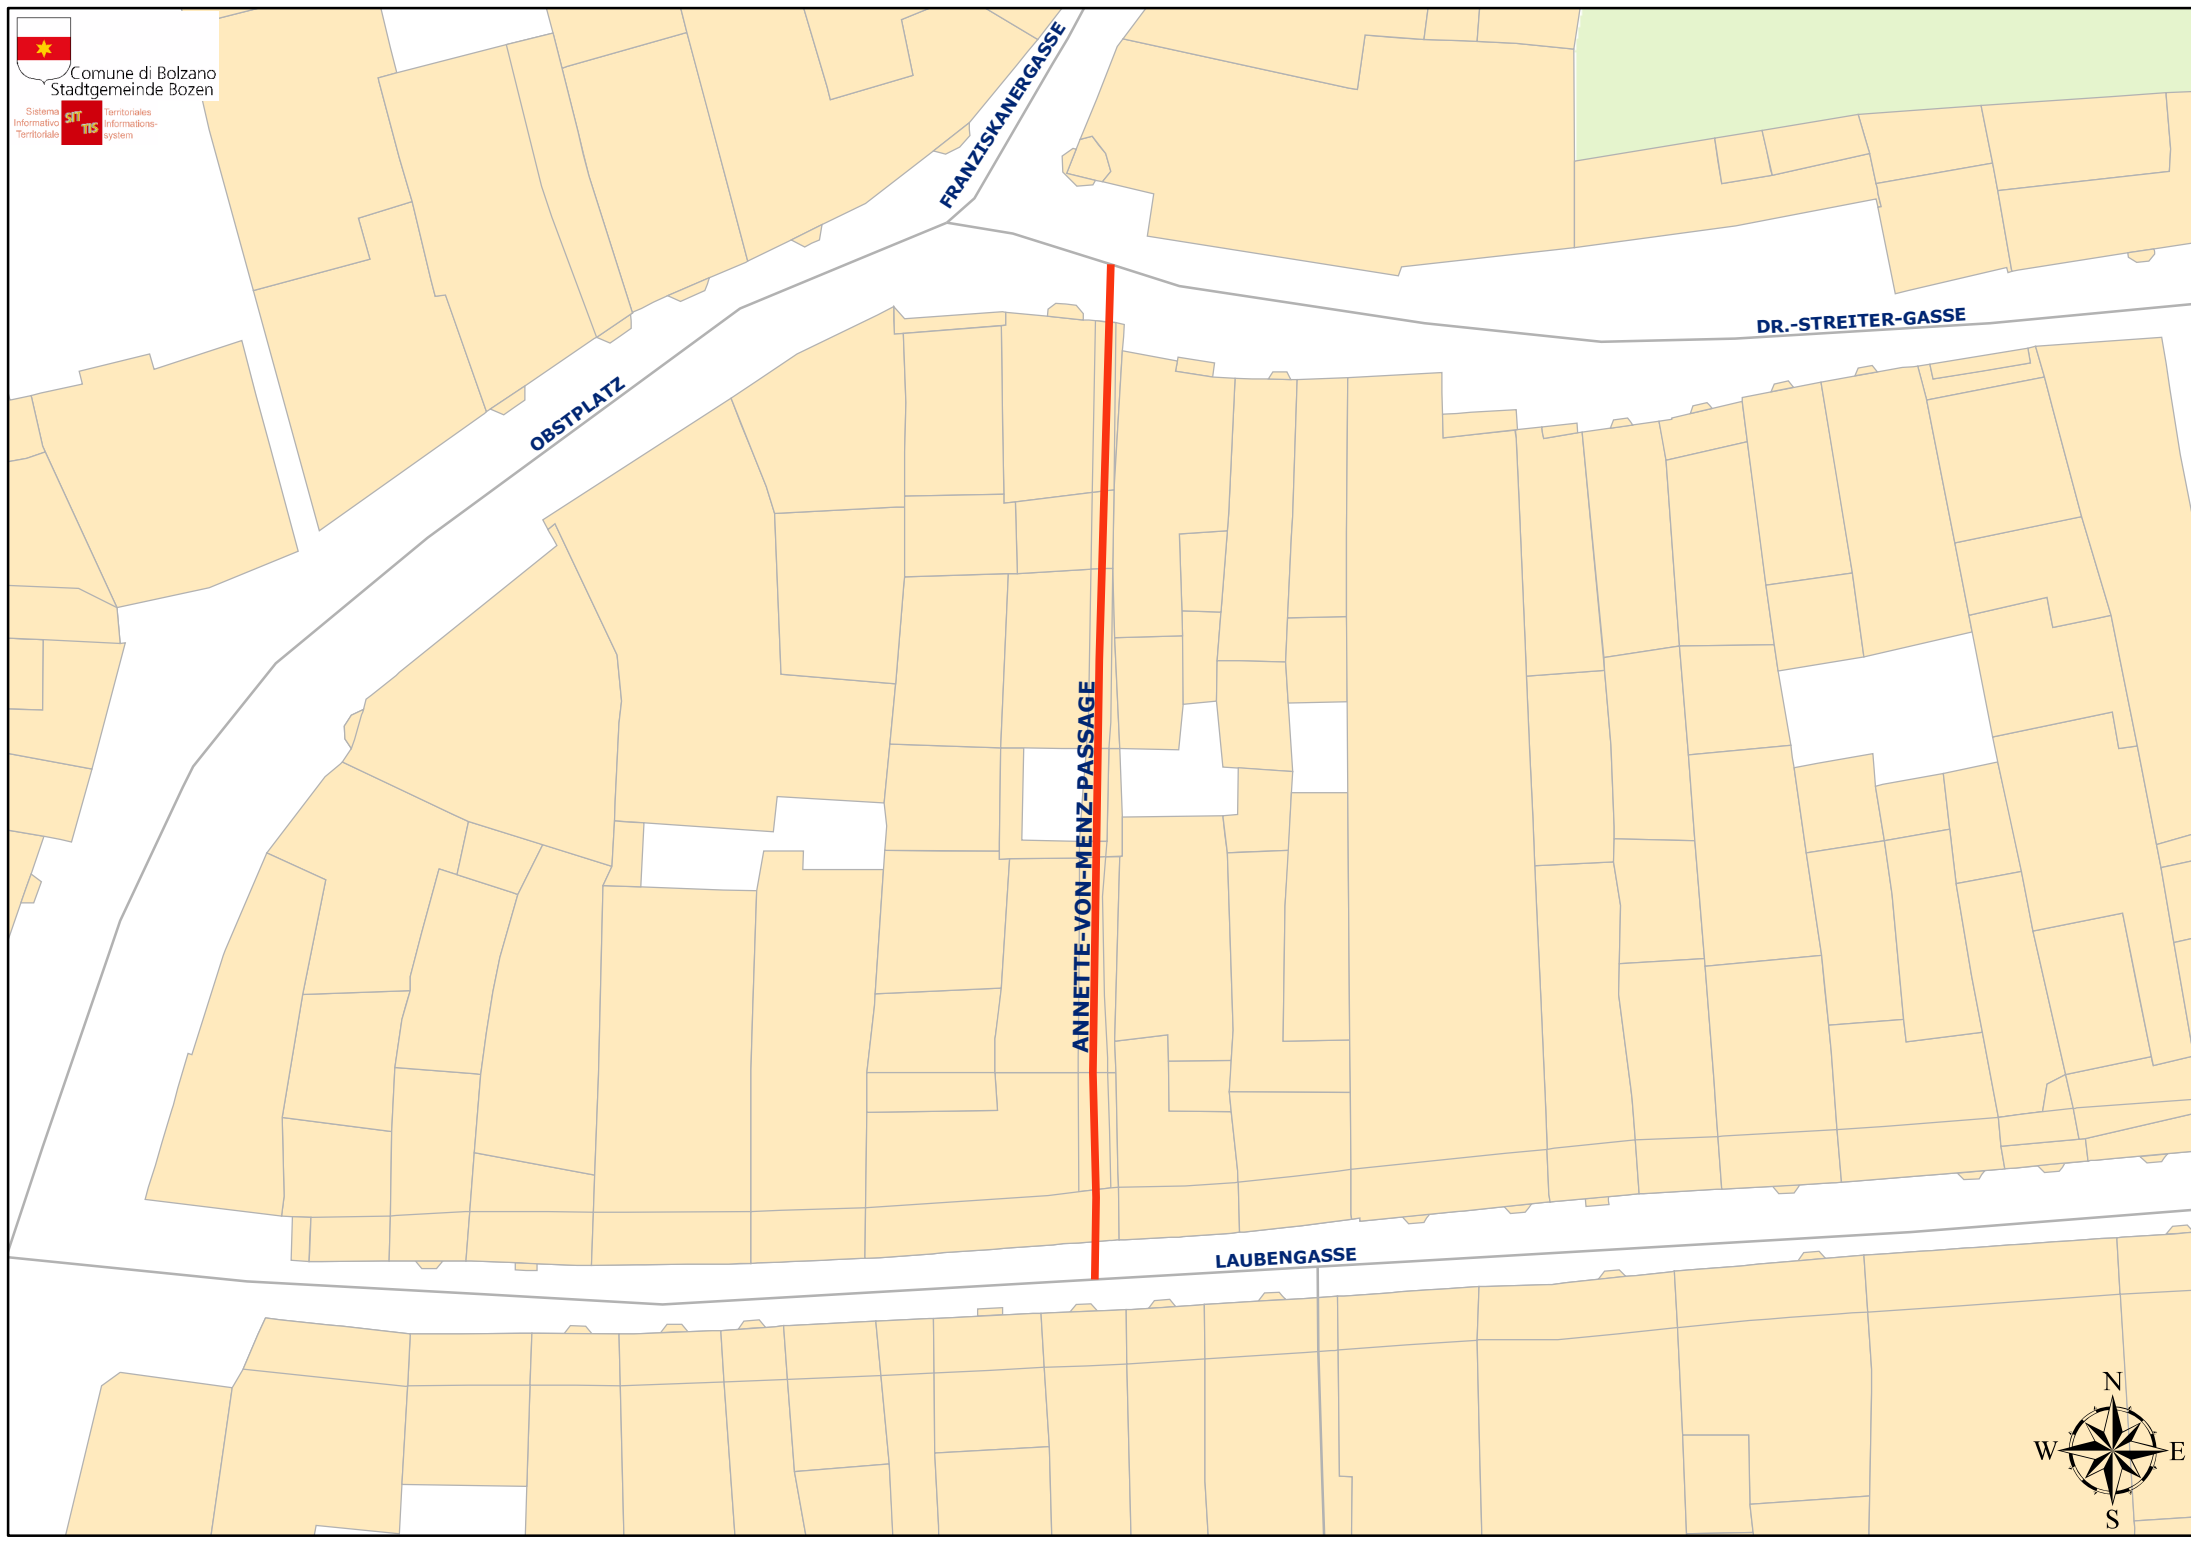 Comune di Bolzano
Stadtgemeinde Bozen
Sistema
Informativo
Territoriale
SIT
TIS
Territoriales
Informations-
system
FRANZISKANERGASSE
DR.-STREITER-GASSE
OBSTPLATZ
ANNETTE-VON-MENZ-PASSAGE
LAUBENGASSE
N
W
E
S